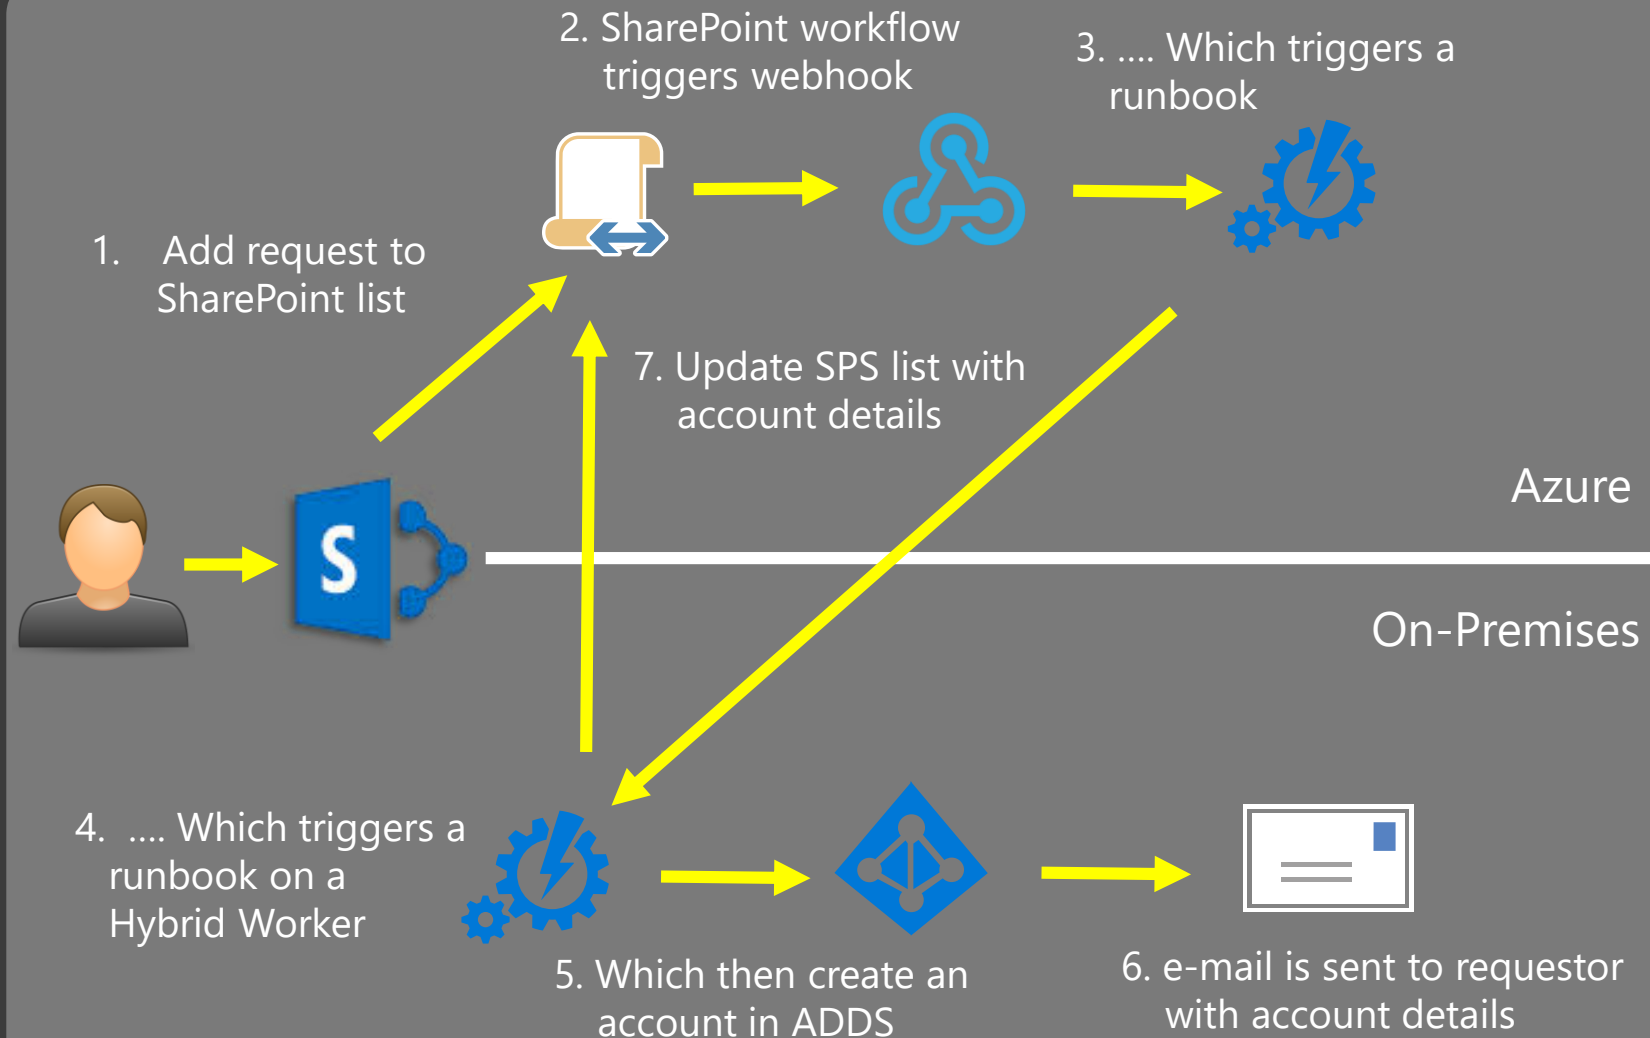 2. SharePoint workflow
triggers webhook
3. .... Which triggers a
runbook
1. Add request to
SharePoint list
7. Update SPS list with
account details
Azure
S
On-Premises
4. .... Which triggers a
runbook on a
Hybrid Worker
5. Which then create an
account in ADDS
6. e-mail is sent to requestor
with account details